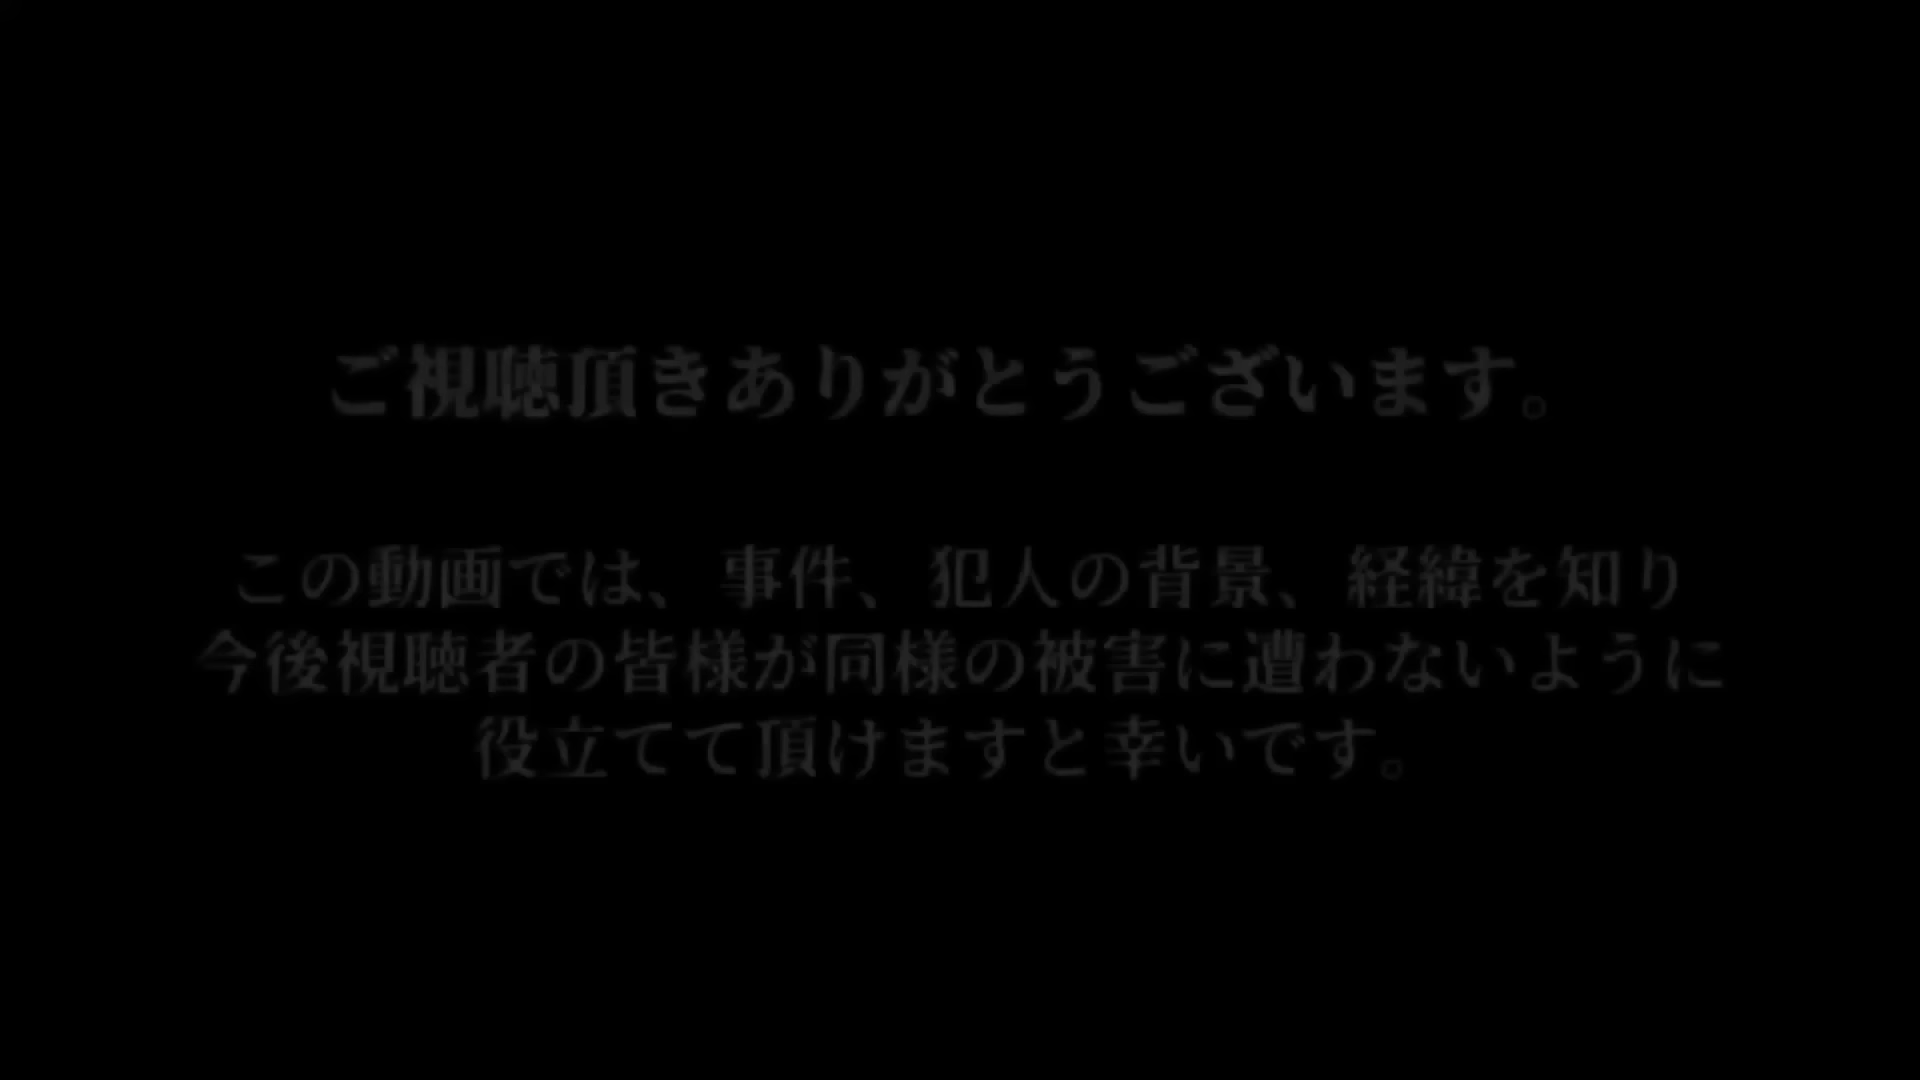 ご視聴頂きありがとうございます。
この動画では、事件、犯人の背景、経緯を知り
今後視聴者の皆様が同様の被害に遭わないように
役立てて頂けますと幸いです。